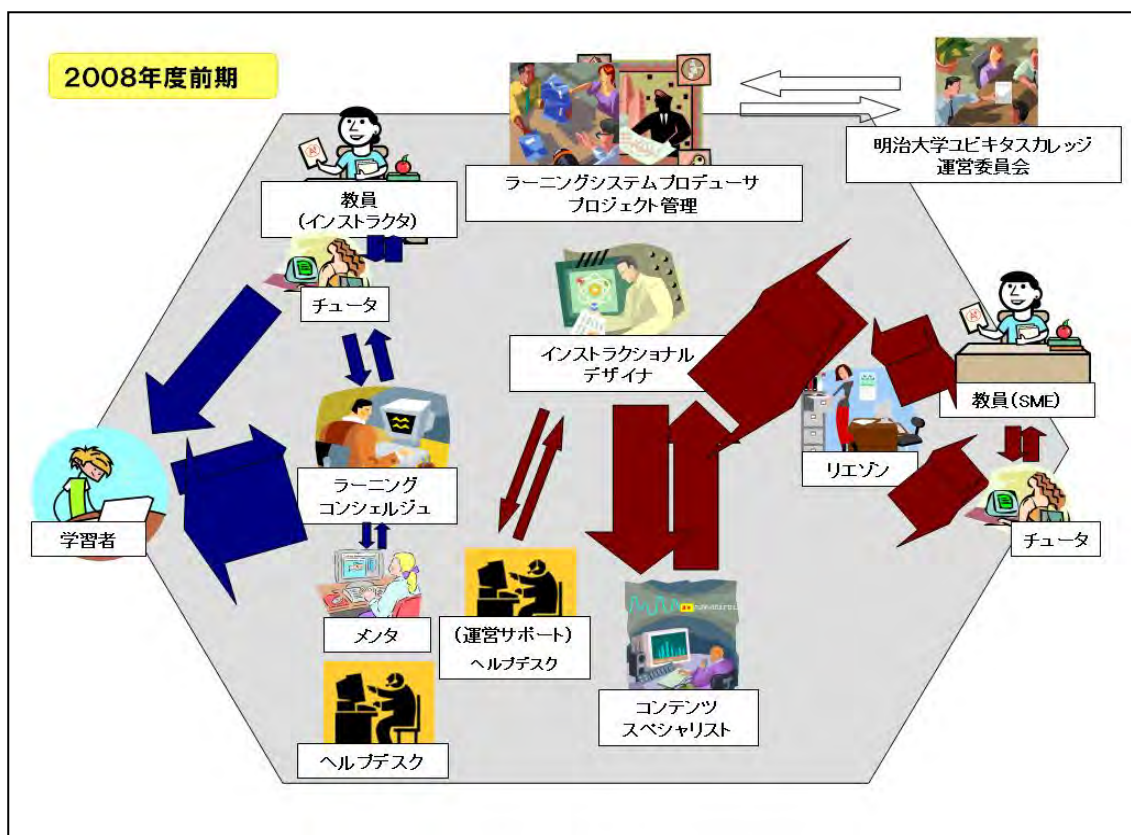 2008年度前期
明治大学ユビキタスカレッジ
運営委員会
ラーニングシステムプロデューサ
プロジェクト管理
教員
(インストラクタ)
チュータ
インストラクショナル
デザイナ
教員(SME)
リエゾン
チュータ
ラーニング
コンシェルジュ
学習者
メンタ
(運営サポート)
ヘルプデスク
コンテンツ
スペシャリスト
ヘルプデスク